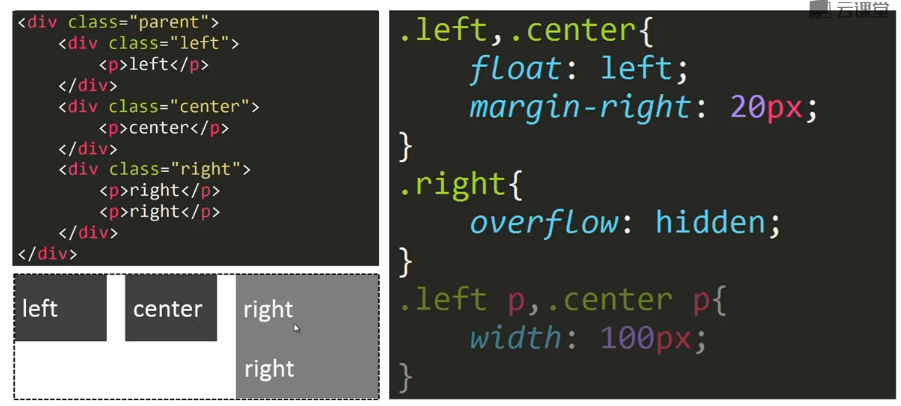 <div class="parent">
    <div class="left">
        <p>left</p>
    </div>
    <div class="center">
        <p>center</p>
    </div>
    <div class="right">
        <p>right</p>
        <p>right</p>
    </div>
</div>
left
center
right
right
云课堂
.left,.center{
    float: left;
    margin-right: 20px;
}
.right{
    overflow: hidden;
}
.left p,.center p{
    width: 100px;
}